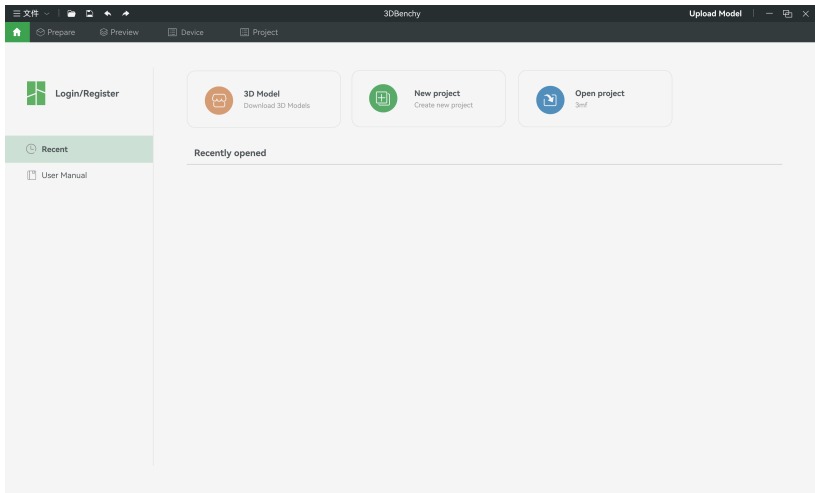 文件
3DBenchy
Upload Model
Prepare
Preview
Device
Project
Login/Register
3D Model
Download 3D Models
New project
Create new project
Open project
3mf
Recent
Recently opened
User Manual